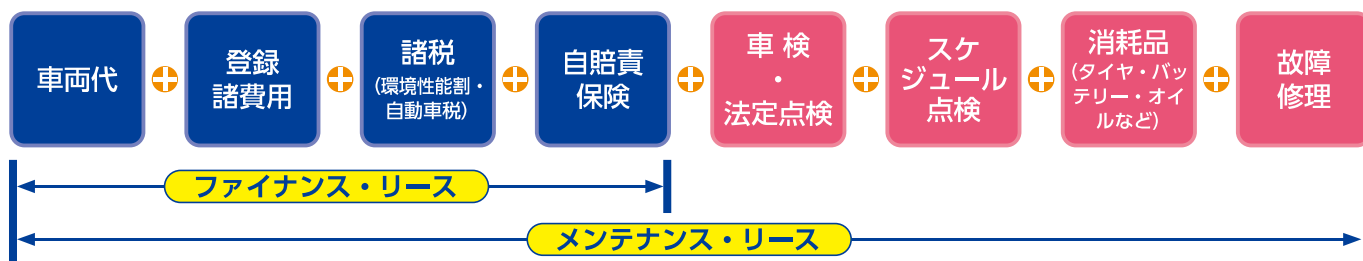 車両代
登録
諸費用
諸税
(環境性能割・
自動車税)
自賠責
保険
車 検
・
法定点検
スケ
ジュール
点検
消耗品
(タイヤ・バッ
テリー・オイ
ルなど)
故障
修理
ファイナンス・リース
メンテナンス・リース